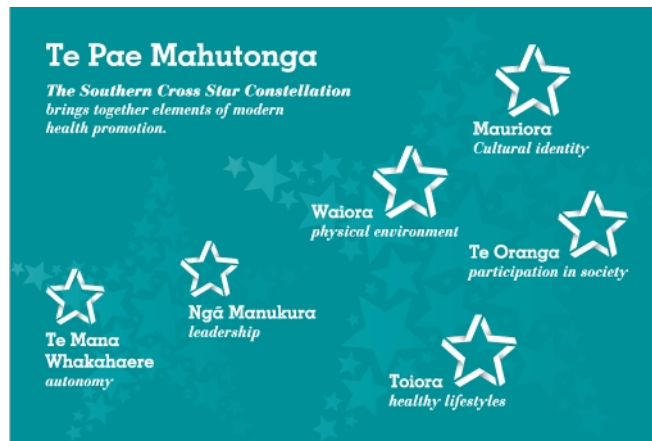 Te Pae Mahutonga
The Southern Cross Star Constellation
brings together elements of modern
health promotion.
Mauriora
Cultural identity
Waiora
physical environment
Te Oranga
participation in society
Ngā Manukura
leadership
Te Mana
Whakahaere
autonomy
Toiora
healthy lifestyles